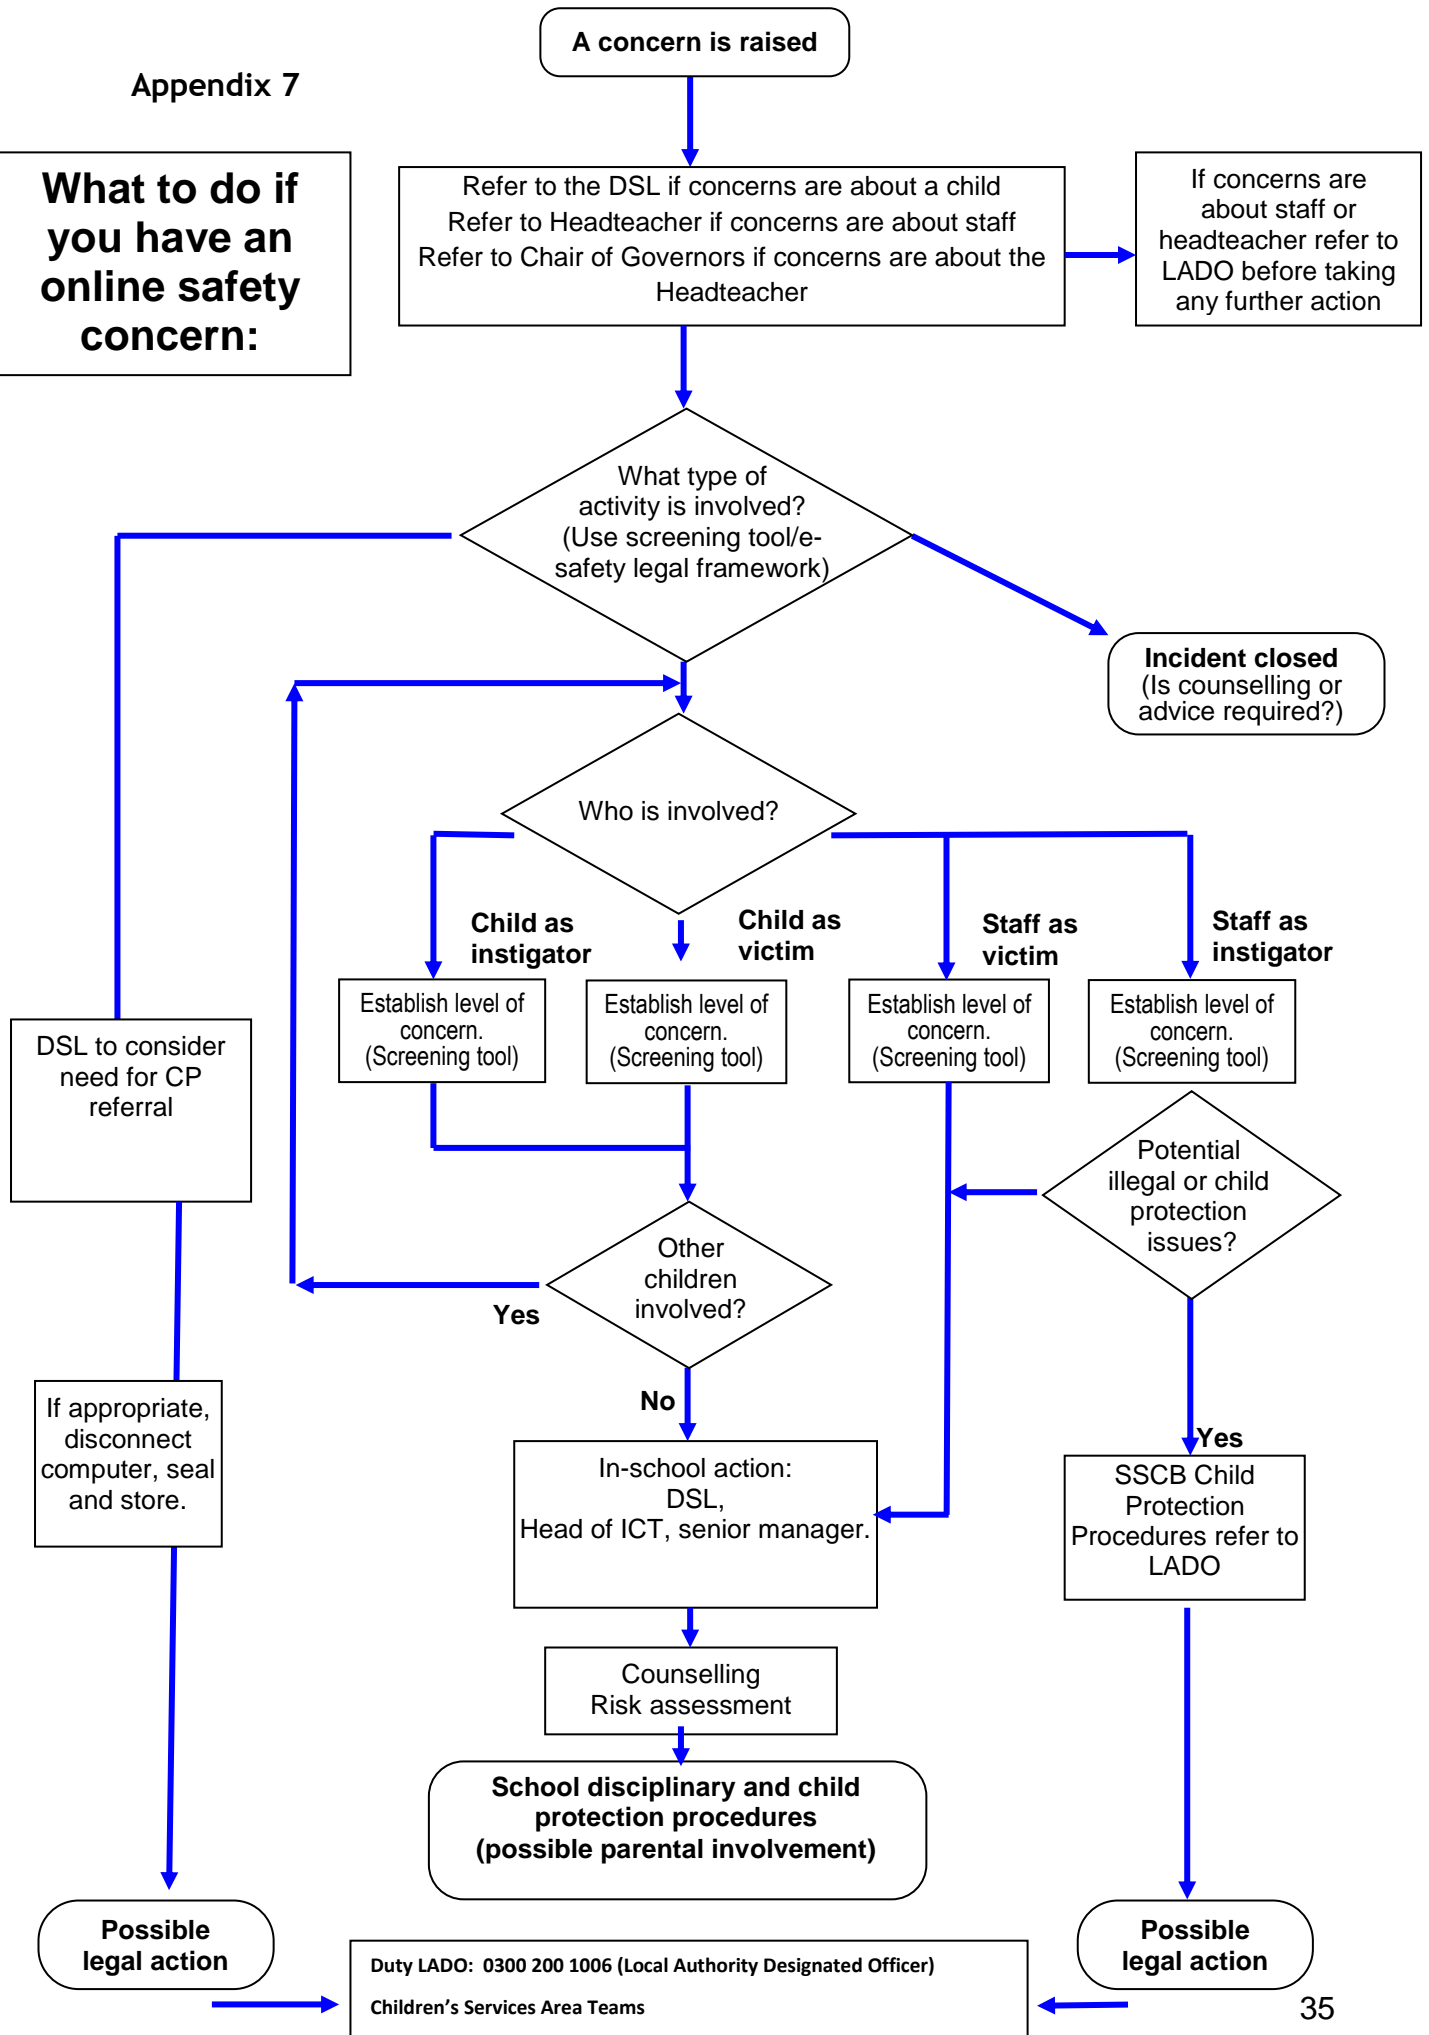 A concern is raised
Appendix 7
What to do if
you have an
online safety
concern:
Refer to the DSL if concerns are about a child
Refer to Headteacher if concerns are about staff
Refer to Chair of Governors if concerns are about the
Headteacher
If concerns are
about staff or
headteacher refer to
LADO before taking
any further action
What type of
activity is involved?
(Use screening tool/e-
safety legal framework)
Incident closed
(Is counselling or
advice required?)
Who is involved?
Child as
instigator
Child as
victim
Staff as
victim
Staff as
instigator
Establish level of
concern.
(Screening tool)
Establish level of
concern.
(Screening tool)
Establish level of
concern.
(Screening tool)
Establish level of
concern.
(Screening tool)
DSL to consider
need for CP
referral
Potential
illegal or child
protection
issues?
Other
children
involved?
Yes
No
If appropriate,
disconnect
computer, seal
and store.
In-school action:
DSL,
Head of ICT, senior manager.
Yes
SSCB Child
Protection
Procedures refer to
LADO
Counselling
Risk assessment
School disciplinary and child
protection procedures
(possible parental involvement)
Possible
legal action
Possible
legal action
Duty LADO: 0300 200 1006 (Local Authority Designated Officer)
Children's Services Area Teams
35